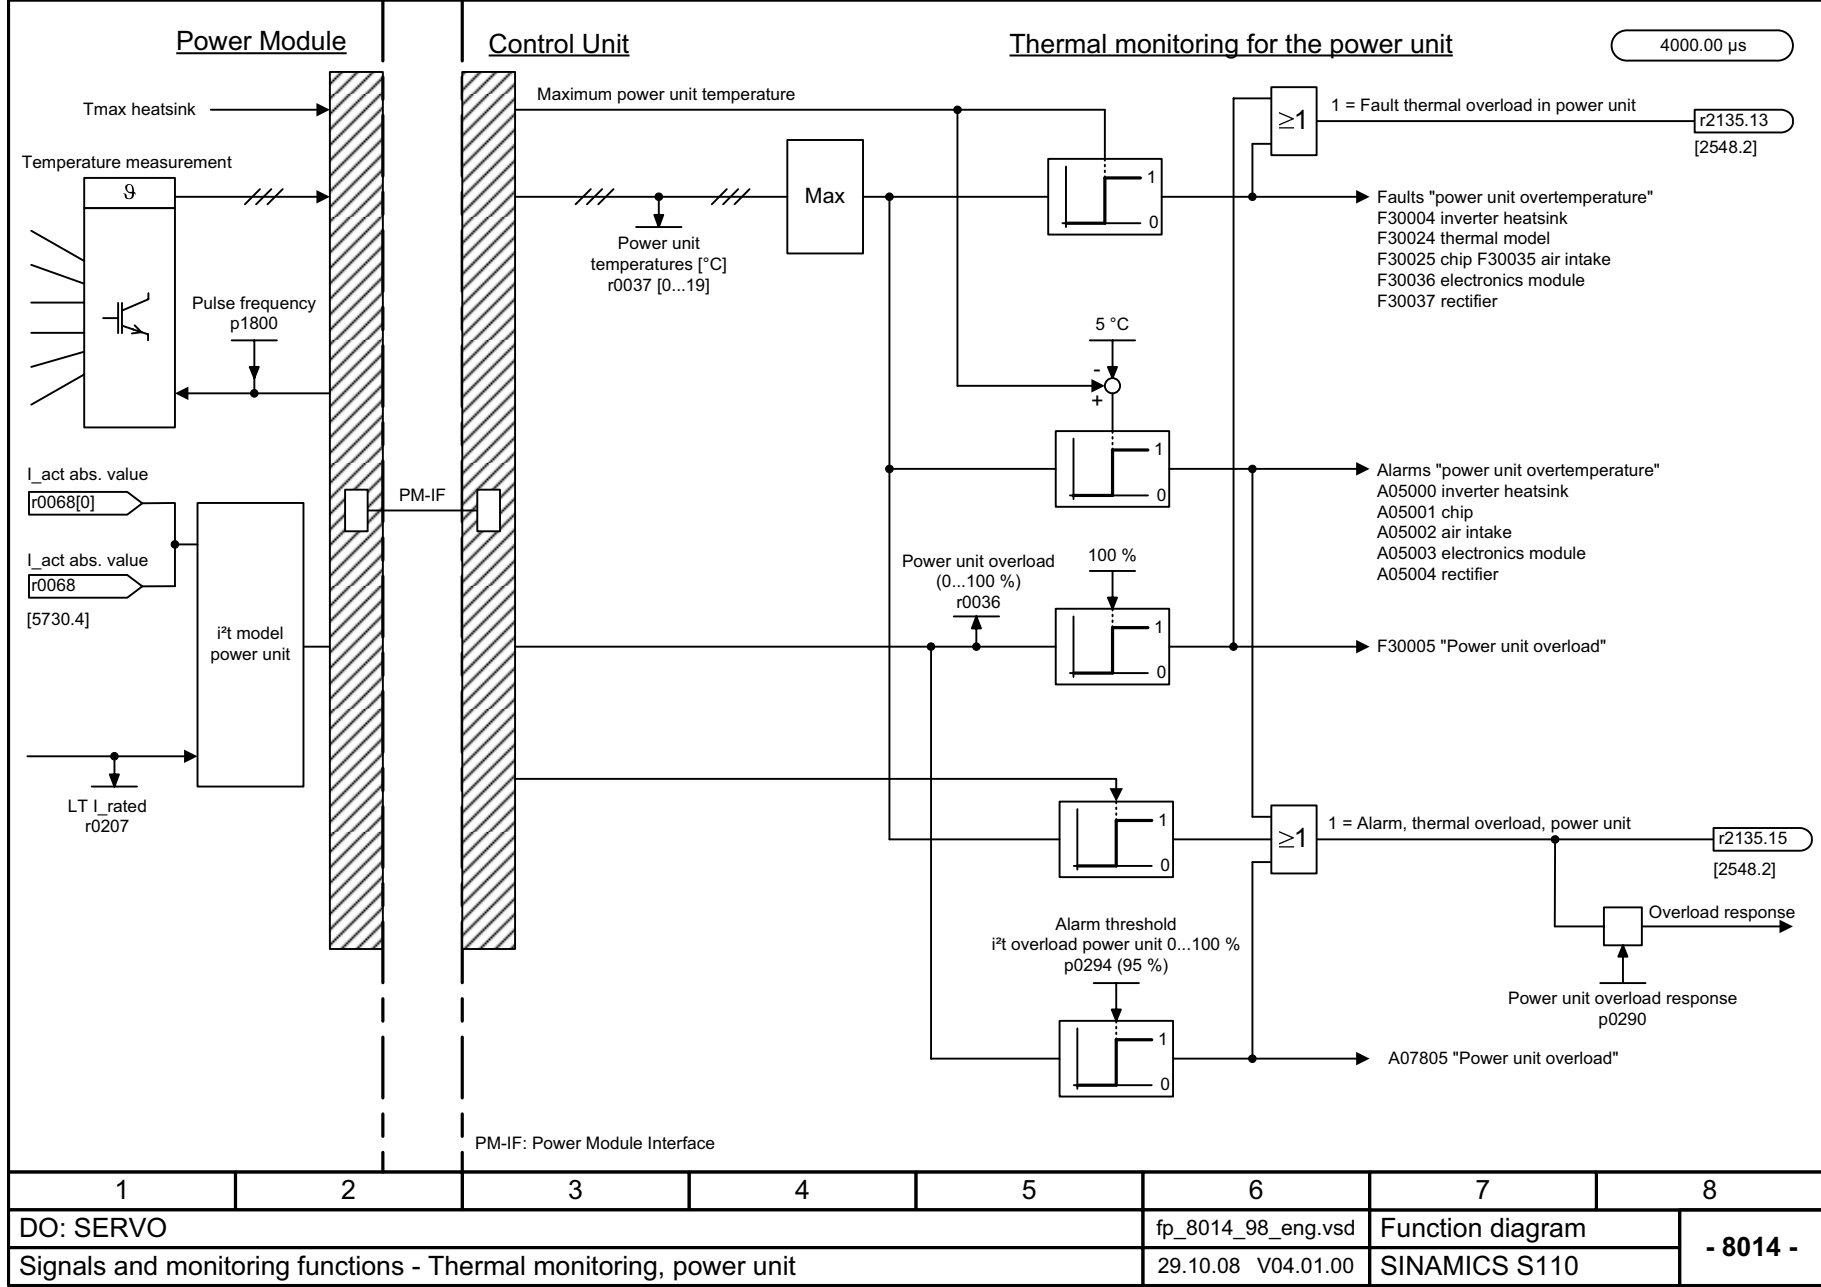 Power Module
Control Unit
Thermal monitoring for the power unit
4000.00 µs
Tmax heatsink
Maximum power unit temperature
1 = Fault thermal overload in power unit
≥1
r2135.13
[2548.2]
Temperature measurement
ϑ
Max
1
0
Power unit
temperatures [°C]
r0037 [0...19]
Faults "power unit overtemperature"
F30004 inverter heatsink
F30024 thermal model
F30025 chip F30035 air intake
F30036 electronics module
F30037 rectifier
Pulse frequency
p1800
5 °C
-
+
1
0
Alarms "power unit overtemperature"
A05000 inverter heatsink
A05001 chip
A05002 air intake
A05003 electronics module
A05004 rectifier
I_act abs. value
r0068[0]
PM-IF
I_act abs. value
r0068
[5730.4]
i²t model
power unit
Power unit overload
(0...100 %)
r0036
100 %
1
0
F30005 "Power unit overload"
LT I_rated
r0207
1
0
≥1
1 = Alarm, thermal overload, power unit
r2135.15
[2548.2]
Overload response
Power unit overload response
p0290
Alarm threshold
i²t overload power unit 0...100 %
p0294 (95 %)
1
0
A07805 "Power unit overload"
PM-IF: Power Module Interface
1 2 3 4 5 6 7 8
DO: SERVO
fp_8014_98_eng.vsd
Function diagram
- 8014 -
Signals and monitoring functions - Thermal monitoring, power unit
29.10.08 V04.01.00
SINAMICS S110